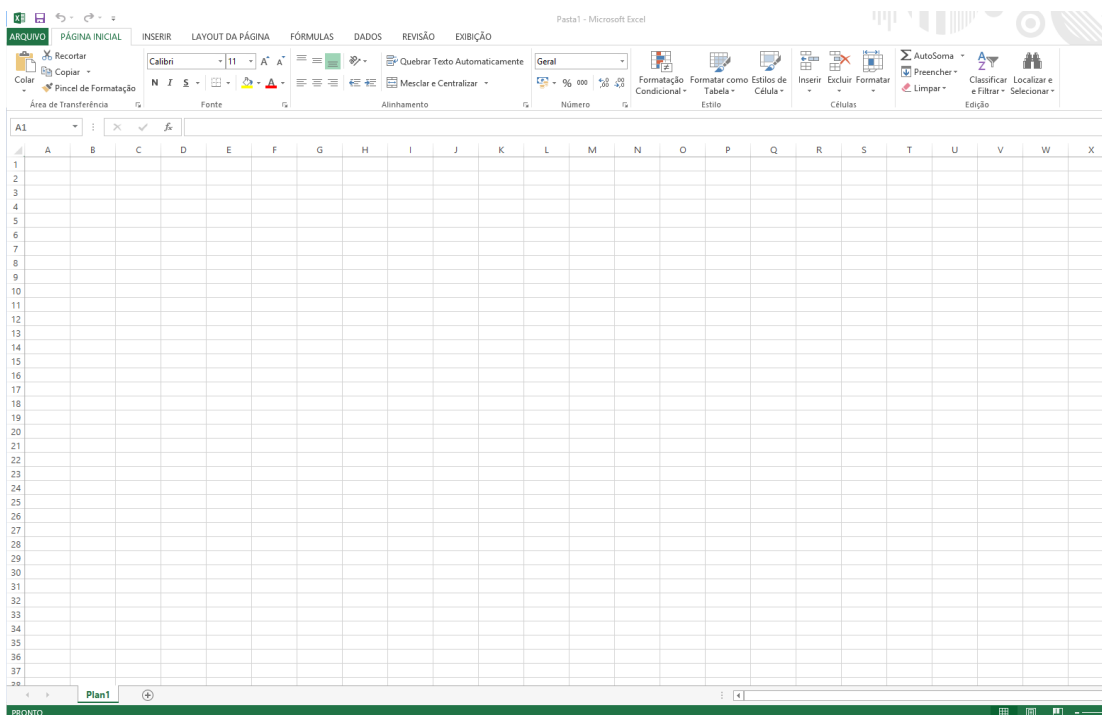 Pasta1 - Microsoft Excel
ARQUIVO PÁGINA INICIAL INSERIR LAYOUT DA PÁGINA FÓRMULAS DADOS REVISÃO EXIBIÇÃO
Colar
Recortar
Copiar
Pincel de Formatação
Área de Transferência
Calibri 11 A A
N I S A
Fonte
Quebrar Texto Automaticamente
Mesclar e Centralizar
Alinhamento
Geral
% 000 ,00
Número
Formatação Condicional
Formatar como Tabela
Estilos de Célula
Estilo
Inserir Excluir Formatar
Células
AutoSoma
Preencher
Limpar
Classificar e Filtrar
Localizar e Selecionar
Edição
A1 fx
A B C D E F G H I J K L M N O P Q R S T U V W X
1
2
3
4
5
6
7
8
9
10
11
12
13
14
15
16
17
18
19
20
21
22
23
24
25
26
27
28
29
30
31
32
33
34
35
36
37
38
Plan1
PRONTO